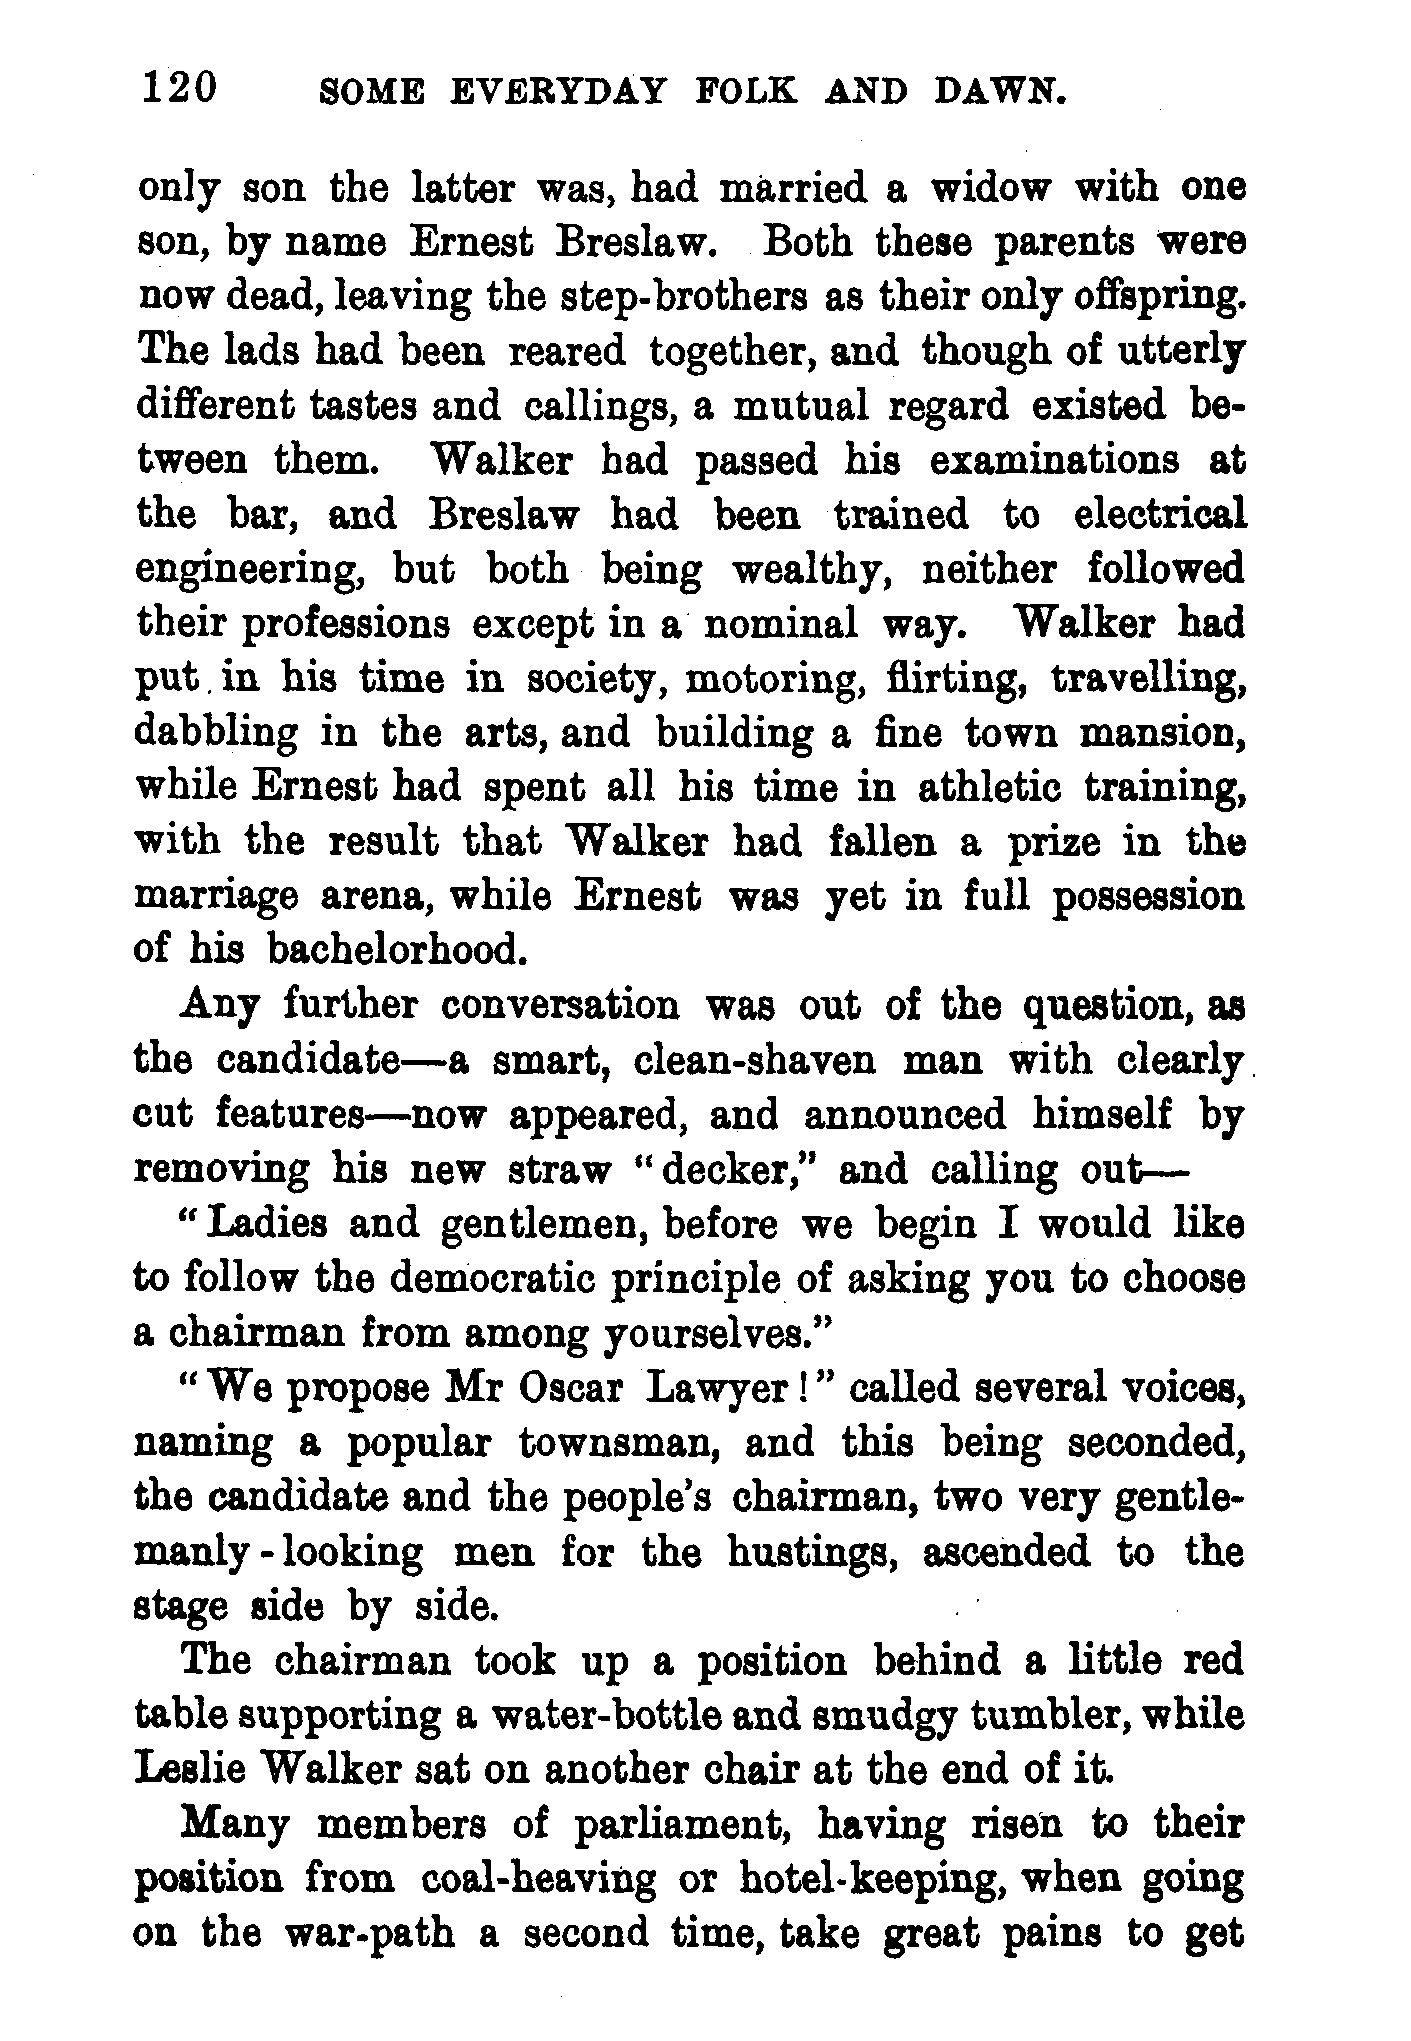 120 SOME EVERYDAY FOLK AND DAWN.
only son the latter was, had married a widow with one
son, by name Ernest Breslaw. Both these parents were
now dead, leaving the step-brothers as their only offspring.
The lads had been reared together, and though of utterly
different tastes and callings, a mutual regard existed be-
tween them. Walker had passed his examinations at
the bar, and Breslaw had been trained to electrical
engineering, but both being wealthy, neither followed
their professions except in a nominal way. Walker had
put in his time in society, motoring, flirting, travelling,
dabbling in the arts, and building a fine town mansion,
while Ernest had spent all his time in athletic training,
with the result that Walker had fallen a prize in the
marriage arena, while Ernest was yet in full possession
of his bachelorhood.
Any further conversation was out of the question, as
the candidate—a smart, clean-shaven man with clearly
cut features—now appeared, and announced himself by
removing his new straw "decker," and calling out—
"Ladies and gentlemen, before we begin I would like
to follow the democratic principle of asking you to choose
a chairman from among yourselves."
"We propose Mr Oscar Lawyer!" called several voices,
naming a popular townsman, and this being seconded,
the candidate and the people's chairman, two very gentle-
manly-looking men for the hustings, ascended to the
stage side by side.
The chairman took up a position behind a little red
table supporting a water-bottle and smudgy tumbler, while
Leslie Walker sat on another chair at the end of it.
Many members of parliament, having risen to their
position from coal-heaving or hotel-keeping, when going
on the war-path a second time, take great pains to get